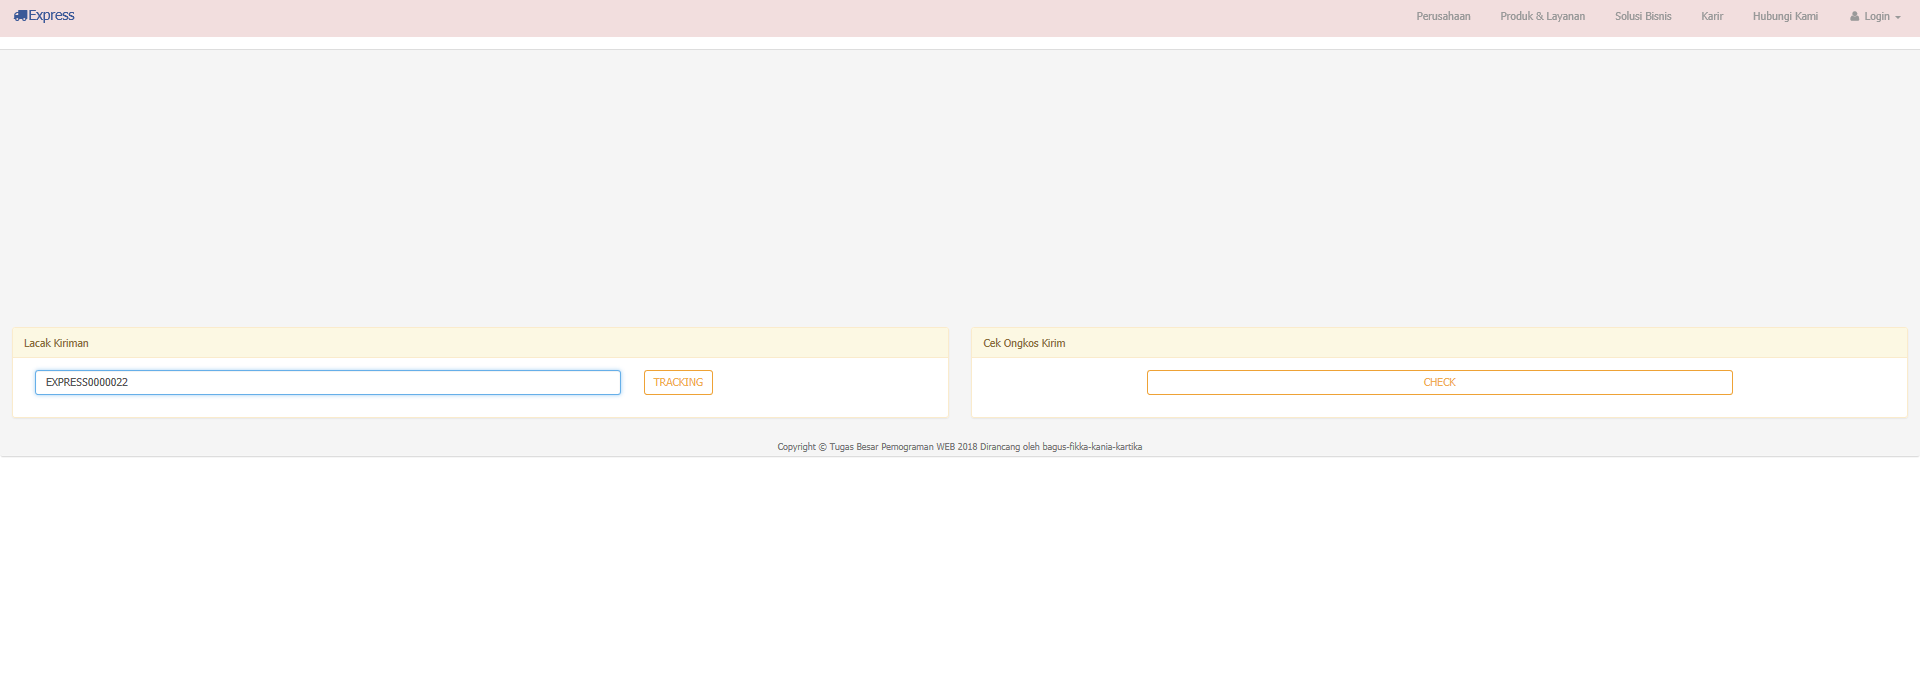 Express
Perusahaan
Produk & Layanan
Solusi Bisnis
Karir
Hubungi Kami
Login
Lacak Kiriman
EXPRESS0000022
TRACKING
Cek Ongkos Kirim
CHECK
Copyright © Tugas Besar Pemograman WEB 2018 Dirancang oleh bagus-fikka-kania-kartika